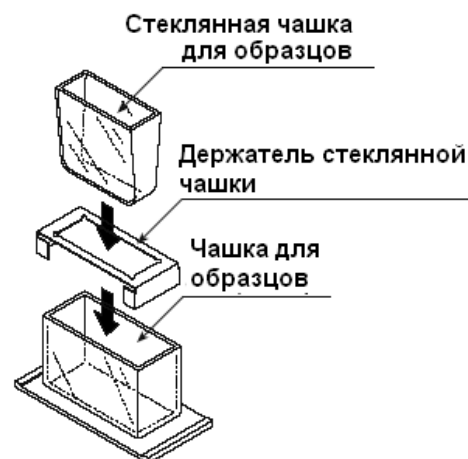 Стеклянная чашка
для образцов
Держатель стеклянной
чашки
Чашка для
образцов